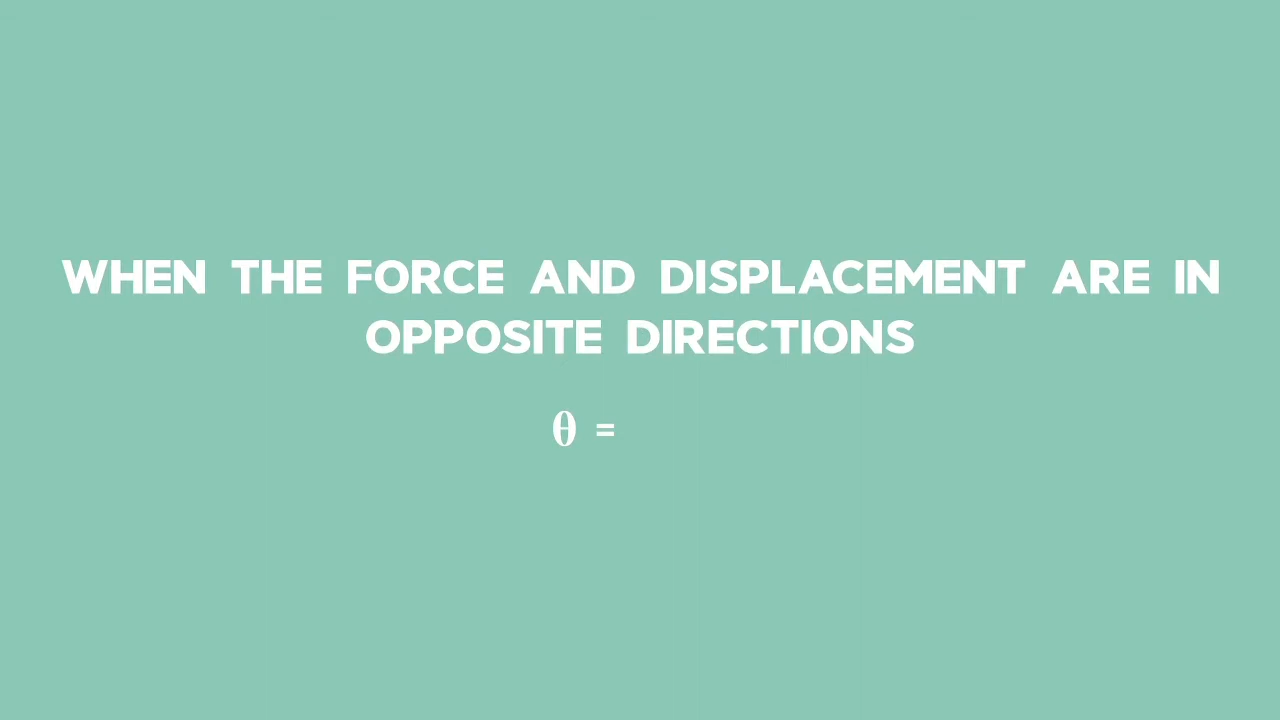 WHEN THE FORCE AND DISPLACEMENT ARE IN
OPPOSITE DIRECTIONS
θ =